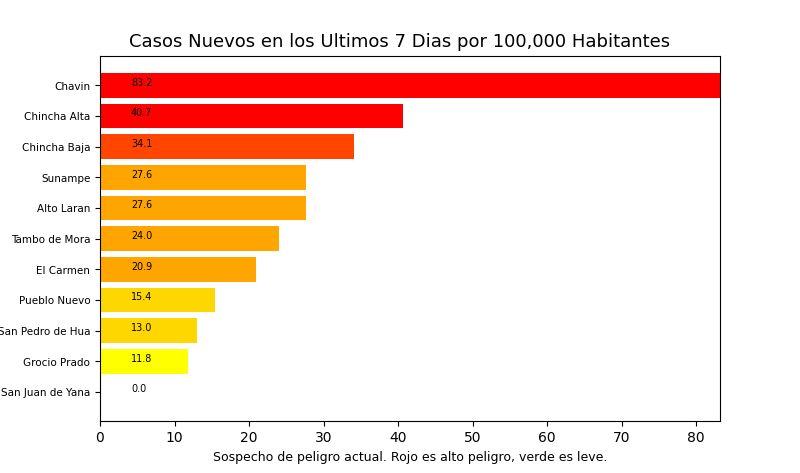 Casos Nuevos en los Ultimos 7 Dias por 100,000 Habitantes
Chavin 83.2
Chincha Alta 40.7
Chincha Baja 34.1
Sunampe 27.6
Alto Laran 27.6
Tambo de Mora 24.0
El Carmen 20.9
Pueblo Nuevo 15.4
San Pedro de Hua 13.0
Grocio Prado 11.8
San Juan de Yana 0.0
0 10 20 30 40 50 60 70 80
Sospecho de peligro actual. Rojo es alto peligro, verde es leve.